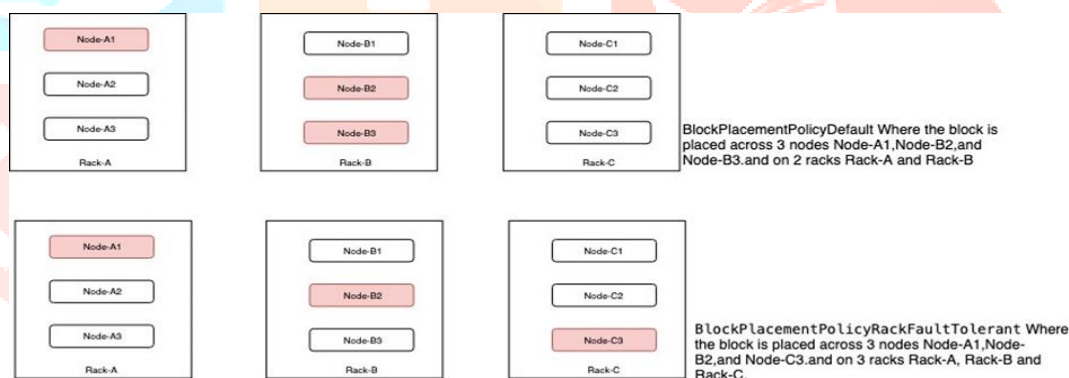 Node-A1
Node-A2
Node-A3
Rack-A
Node-B1
Node-B2
Node-B3
Rack-B
Node-C1
Node-C2
Node-C3
Rack-C
BlockPlacementPolicyDefault Where the block is
placed across 3 nodes Node-A1,Node-B2,and
Node-B3.and on 2 racks Rack-A and Rack-B
Node-A1
Node-A2
Node-A3
Rack-A
Node-B1
Node-B2
Node-B3
Rack-B
Node-C1
Node-C2
Node-C3
Rack-C
BlockPlacementPolicyRackFaultTolerant Where
the block is placed across 3 nodes Node-A1,Node-
B2,and Node-C3.and on 3 racks Rack-A, Rack-B and
Rack-C.